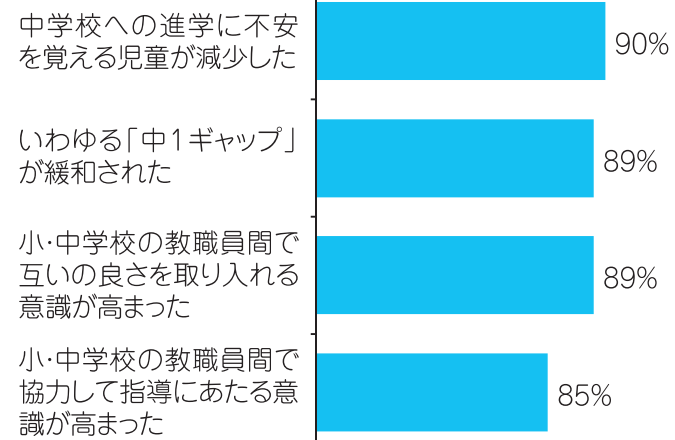 中学校への進学に不安
を覚える児童が減少した
90%
いわゆる「中1ギャップ」
が緩和された
89%
小・中学校の教職員間で
互いの良さを取り入れる
意識が高まった
89%
小・中学校の教職員間で
協力して指導にあたる意
識が高まった
85%